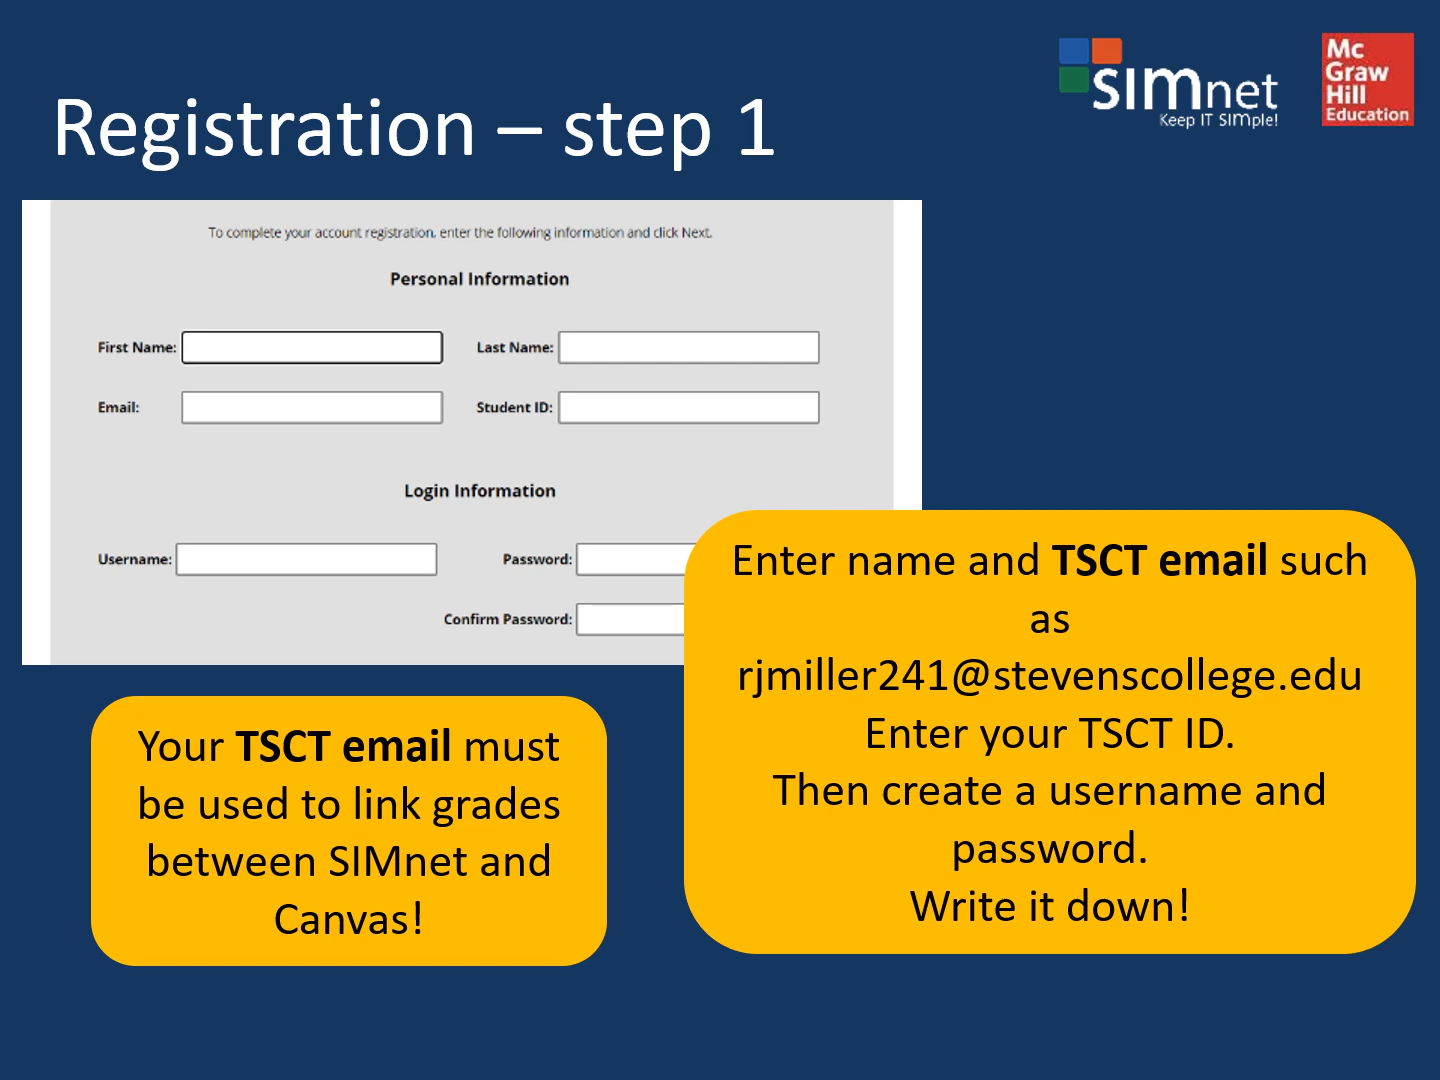 Registration – step 1
SIMnet
Keep IT SIMple!
Mc
Graw
Hill
Education
To complete your account registration, enter the following information and click Next.
Personal Information
First Name:
Last Name:
Email:
Student ID:
Login Information
Username:
Password:
Confirm Password:
Enter name and TSCT email such
as
rjmiller241@stevenscollege.edu
Enter your TSCT ID.
Then create a username and
password.
Write it down!
Your TSCT email must
be used to link grades
between SIMnet and
Canvas!